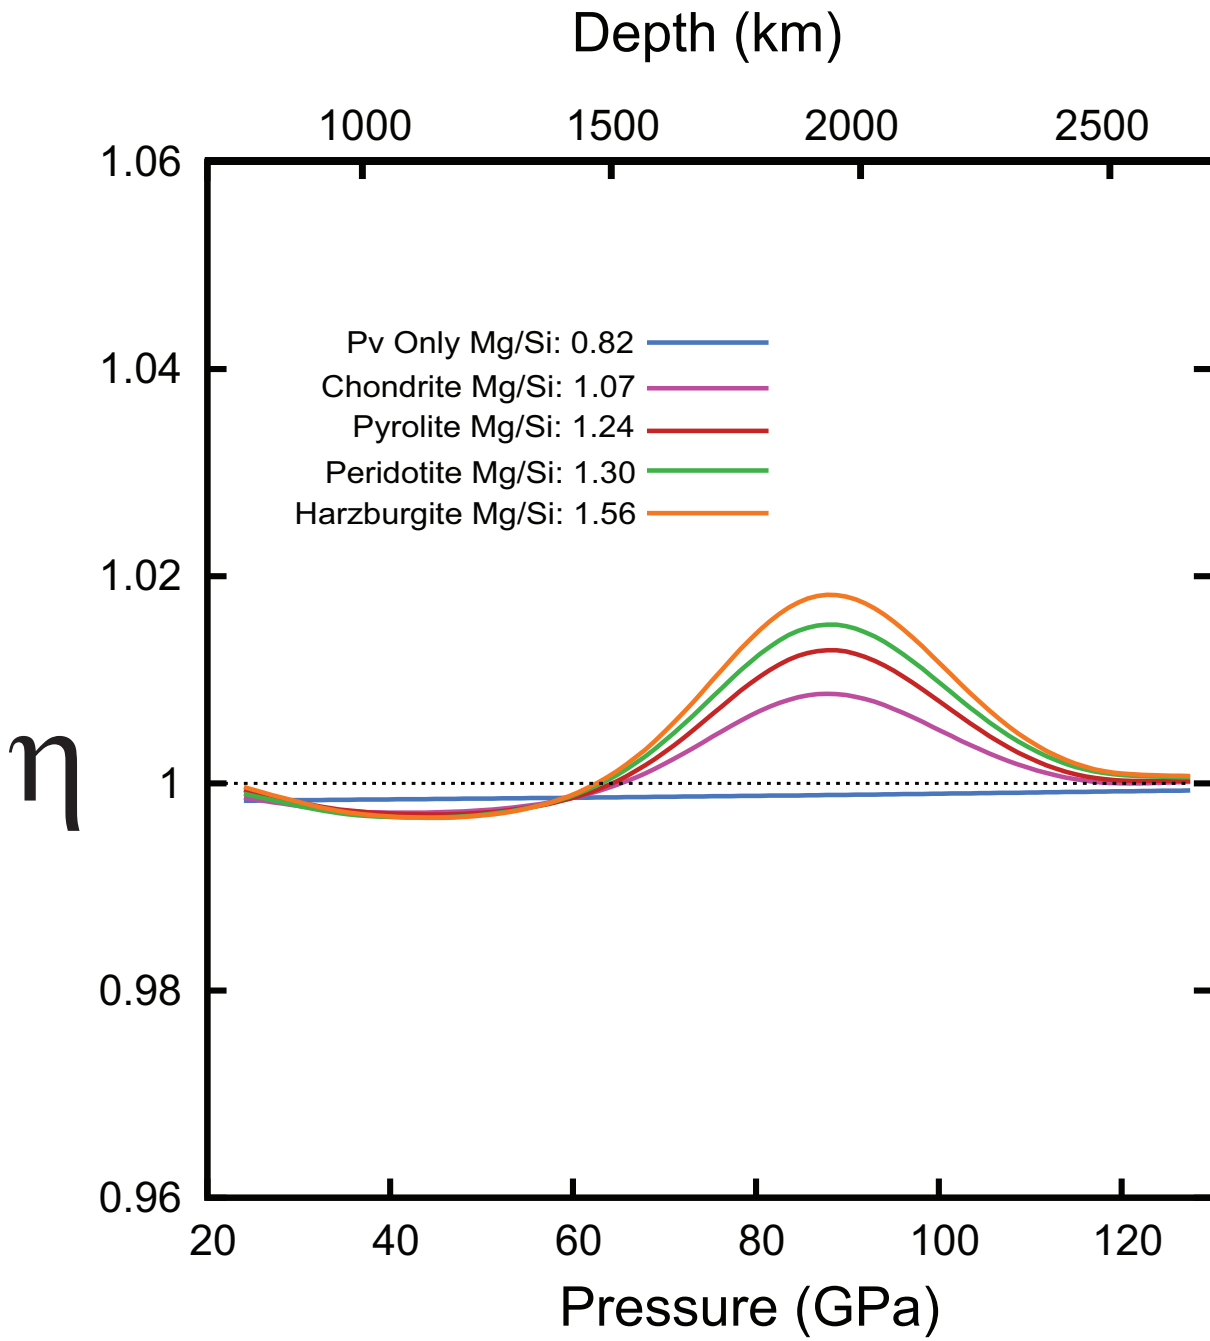 Depth (km)
1000 1500 2000 2500
1.06
1.04
1.02
1
0.98
0.96
η
Pv Only Mg/Si: 0.82
Chondrite Mg/Si: 1.07
Pyrolite Mg/Si: 1.24
Peridotite Mg/Si: 1.30
Harzburgite Mg/Si: 1.56
20 40 60 80 100 120
Pressure (GPa)